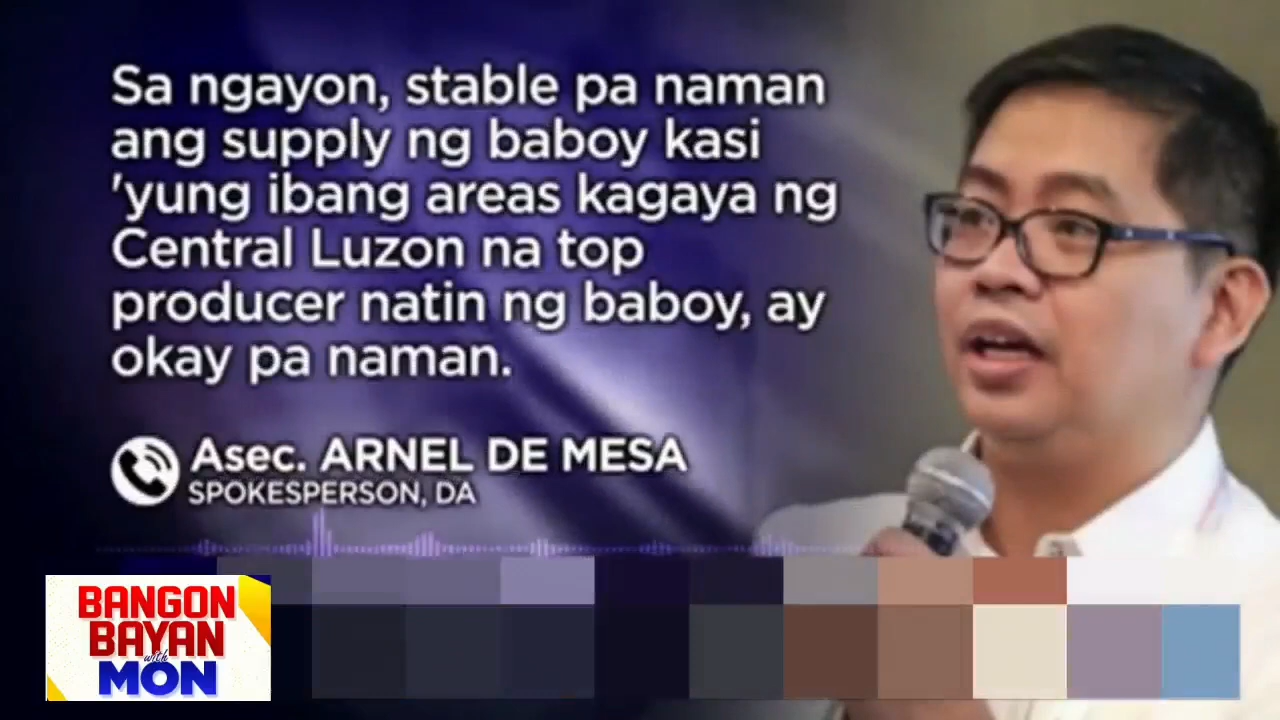 Sa ngayon, stable pa naman
ang supply ng baboy kasi
'yung ibang areas kagaya ng
Central Luzon na top
producer natin ng baboy, ay
okay pa naman.
Asec. ARNEL DE MESA
SPOKESPERSON, DA
BANGON
BAYAN
with
MON